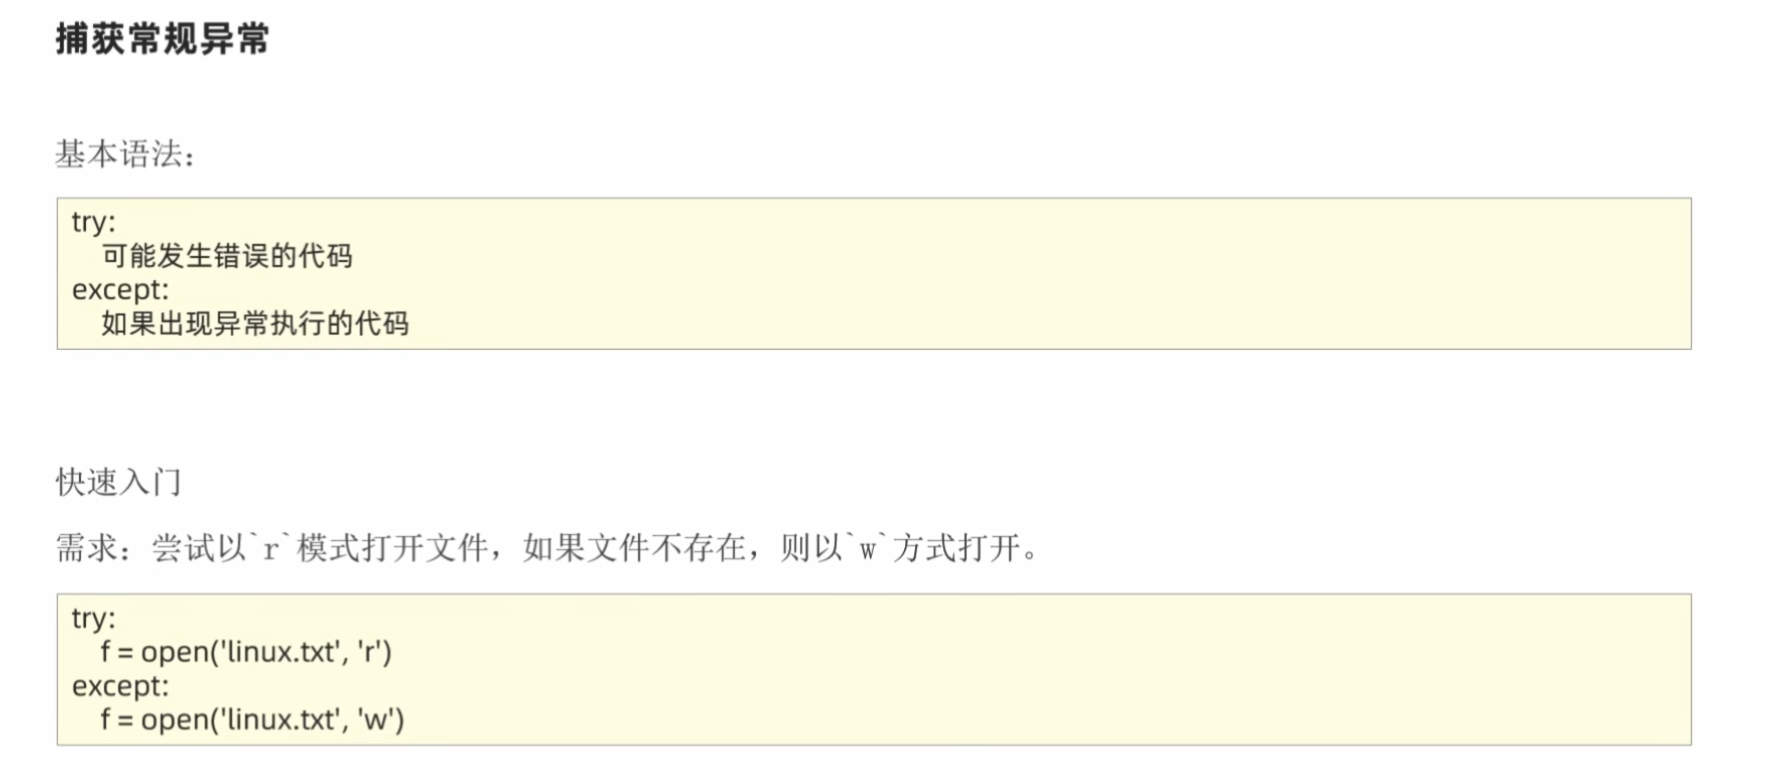 捕获常规异常
基本语法：
try:
    可能发生错误的代码
except:
    如果出现异常执行的代码
快速入门
需求：尝试以`r`模式打开文件，如果文件不存在，则以`w`方式打开。
try:
    f = open('linux.txt', 'r')
except:
    f = open('linux.txt', 'w')